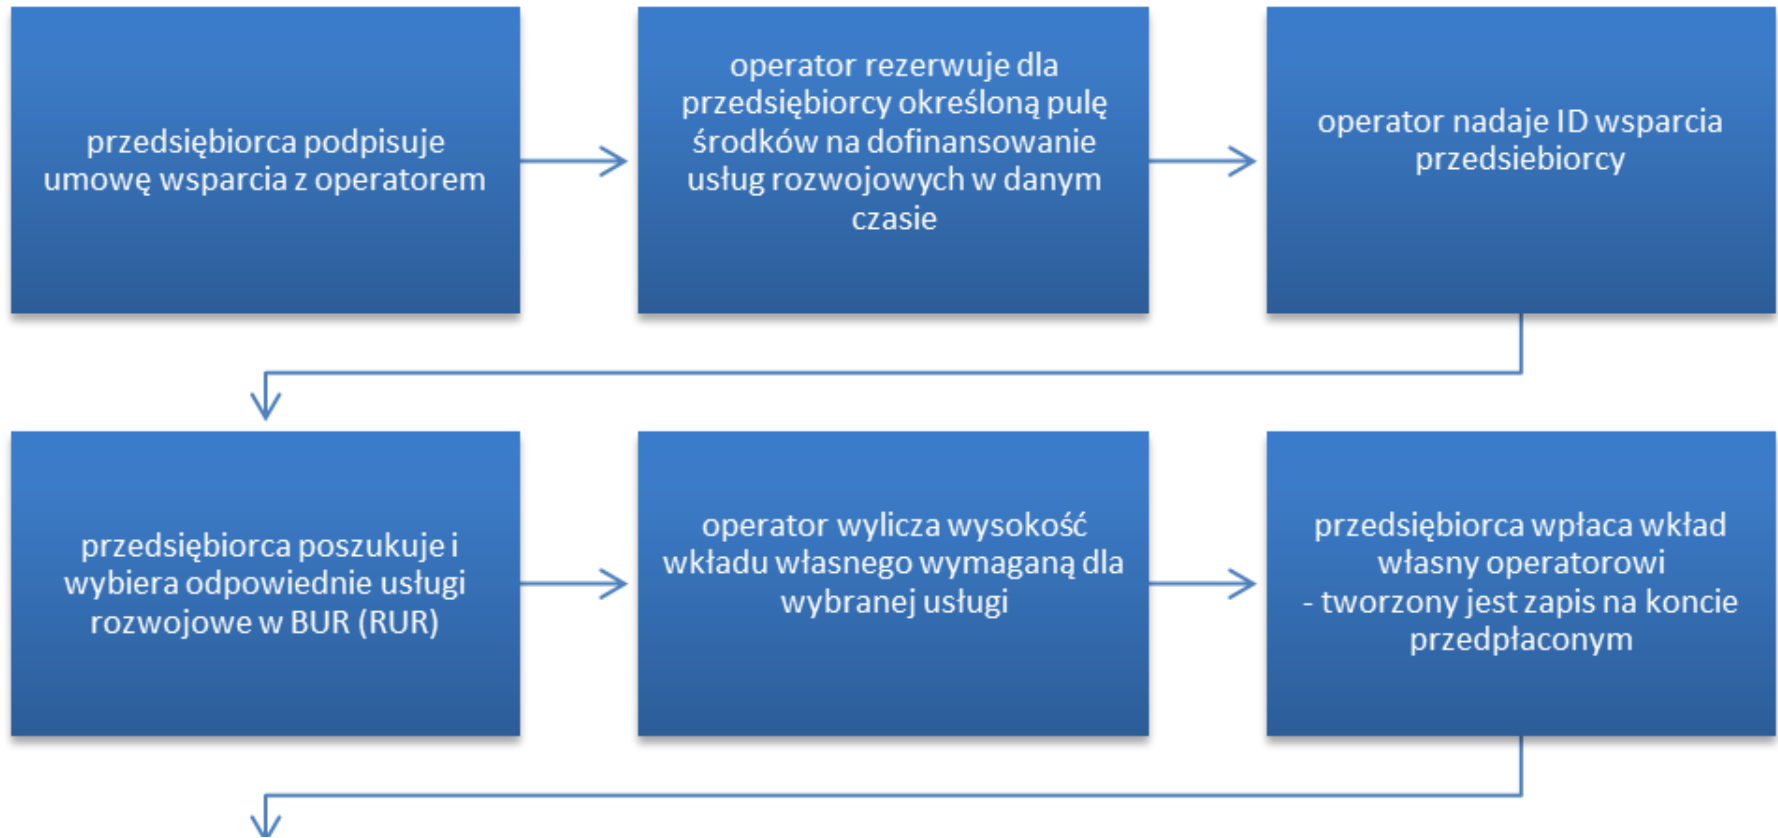 przedsiębiorca podpisuje
umowę wsparcia z operatorem
operator rezerwuje dla
przedsiębiorcy określoną pulę
środków na dofinansowanie
usług rozwojowych w danym
czasie
operator nadaje ID wsparcia
przedsiebiorcy
przedsiębiorca poszukuje i
wybiera odpowiednie usługi
rozwojowe w BUR (RUR)
operator wylicza wysokość
wkładu własnego wymaganą dla
wybranej usługi
przedsiębiorca wpłaca wkład
własny operatorowi
- tworzony jest zapis na koncie
przedpłaconym